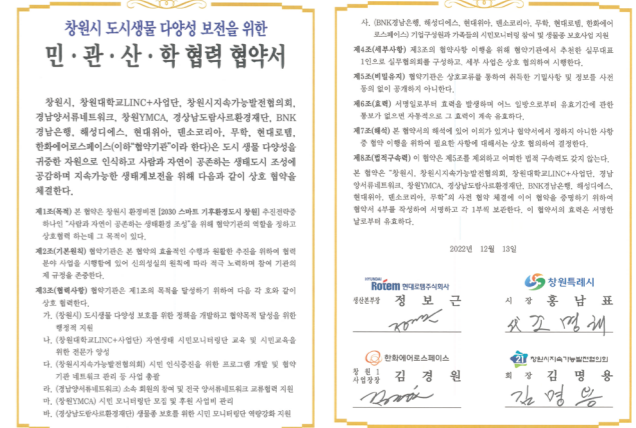 창원시 도시생물 다양성 보전을 위한
민·관·산·학 협력 협약서
창원시, 창원대학교LINC+사업단, 창원시지속가능발전협의회,
경남양서류네트워크, 창원YMCA, 경상남도람사르환경재단, BNK
경남은행, 해성디에스, 현대위아, 덴소코리아, 무학, 현대로템,
한화에어로스페이스(이하“협약기관”이라 한다)은 도시 생물 다양성을
귀중한 자원으로 인식하고 사람과 자연이 공존하는 생태도시 조성에
공감하며 지속가능한 생태계보전을 위해 다음과 같이 상호 협약을
체결한다.
제1조(목적) 본 협약은 창원시 환경비전 [2030 스마트 기후환경도시 창원] 추진전략중
하나인 “사람과 자연이 공존하는 생태환경 조성”을 위해 협약기관의 역할을 정하고
상호협력 하는데 그 목적이 있다.
제2조(기본원칙) 협약기관은 본 협약의 효율적인 수행과 원활한 추진을 위하여 협력
분야 사업을 시행함에 있어 신의성실의 원칙에 따라 적극 노력하며 참여 기관의
제 규정을 존중한다.
제3조(협력사항) 협약기관은 제1조의 목적을 달성하기 위하여 다음 각 호와 같이
상호 협력한다.
가. (창원시) 도시생물 다양성 보호를 위한 정책을 개발하고 협약목적 달성을 위한
행정적 지원
나. (창원대학교LINC+사업단) 자연생태 시민모니터링단 교육 및 시민교육을
위한 전문가 양성
다. (창원시지속가능발전협의회) 시민 인식증진을 위한 프로그램 개발 및 협약
기관 네트워크 관리 등 사업 총괄
라. (경남양서류네트워크) 소속 회원의 참여 및 전국 양서류네트워크 교류협력 지원
마. (창원YMCA) 시민 모니터링단 모집 및 후원 사업비 관리
바. (경상남도람사르환경재단) 생물종 보호를 위한 시민 모니터링단 역량강화 지원
사. (BNK경남은행, 해성디에스, 현대위아, 덴소코리아, 무학, 현대로템, 한화에어
로스페이스) 기업구성원과 가족들의 시민모니터링 참여 및 생물종 보호사업 지원
제4조(세부사항) 제3조의 협약사항 이행을 위해 협약기관에서 추천한 실무대표
1인으로 실무협의회를 구성하고, 세부 사업은 상호 협의하여 시행한다.
제5조(비밀유지) 협약기관은 상호교류를 통하여 취득한 기밀사항 및 정보를 사전
동의 없이 공개하지 아니한다.
제6조(효력) 서명일로부터 효력을 발생하며 어느 일방으로부터 유효기간에 관한
통보가 없으면 자동적으로 그 효력이 계속 유효하다.
제7조(해석) 본 협약서의 해석에 있어 이의가 있거나 협약서에서 정하지 아니한 사항
중 협약 이행을 위하여 필요한 사항에 대해서는 상호 협의하여 결정한다.
제8조(법적구속력) 이 협약은 제5조를 제외하고 어떠한 법적 구속력도 갖지 않는다.
본 협약은 “창원시, 창원시지속가능발전협의회, 창원대학교LINC+사업단, 경남
양서류네트워크, 창원YMCA, 경상남도람사르환경재단, BNK경남은행, 해성디에스,
현대위아, 덴소코리아, 무학”의 사전 협약 체결에 이어 협약을 증명하기 위하여
협약서 4부를 작성하여 서명하고 각 1부씩 보관한다. 이 협약서의 효력은 서명한
날로부터 유효하다.
2022년 12월 13일
HYUNDAI Rotem 현대로템주식회사
생산본부장 정보근
창원특례시
시 장 홍남표
한화에어로스페이스
창원1
사업장장 김경원
21 창원시지속가능발전협의회
회 장 김명용